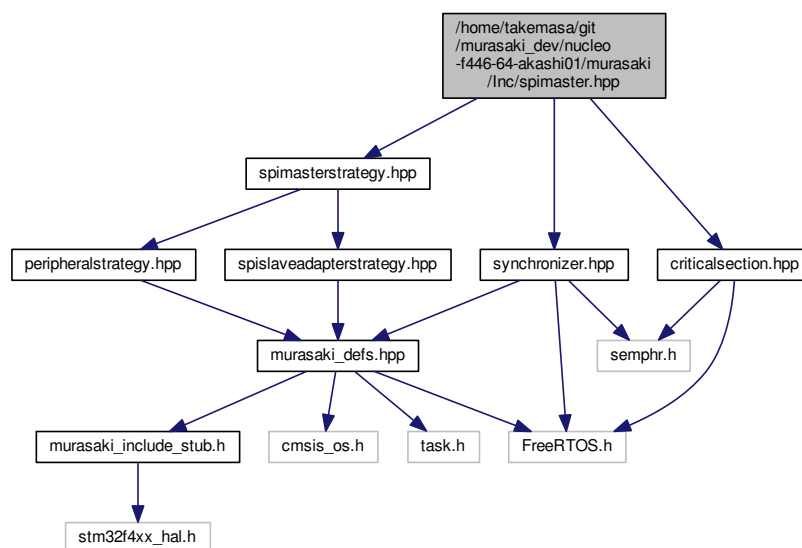 /home/takemasa/git
/murasaki_dev/nucleo
-f446-64-akashi01/murasaki
/Inc/spimaster.hpp
spimasterstrategy.hpp
peripheralstrategy.hpp
spislaveadapterstrategy.hpp
synchronizer.hpp
criticalsection.hpp
murasaki_defs.hpp
semphr.h
murasaki_include_stub.h
cmsis_os.h
task.h
FreeRTOS.h
stm32f4xx_hal.h